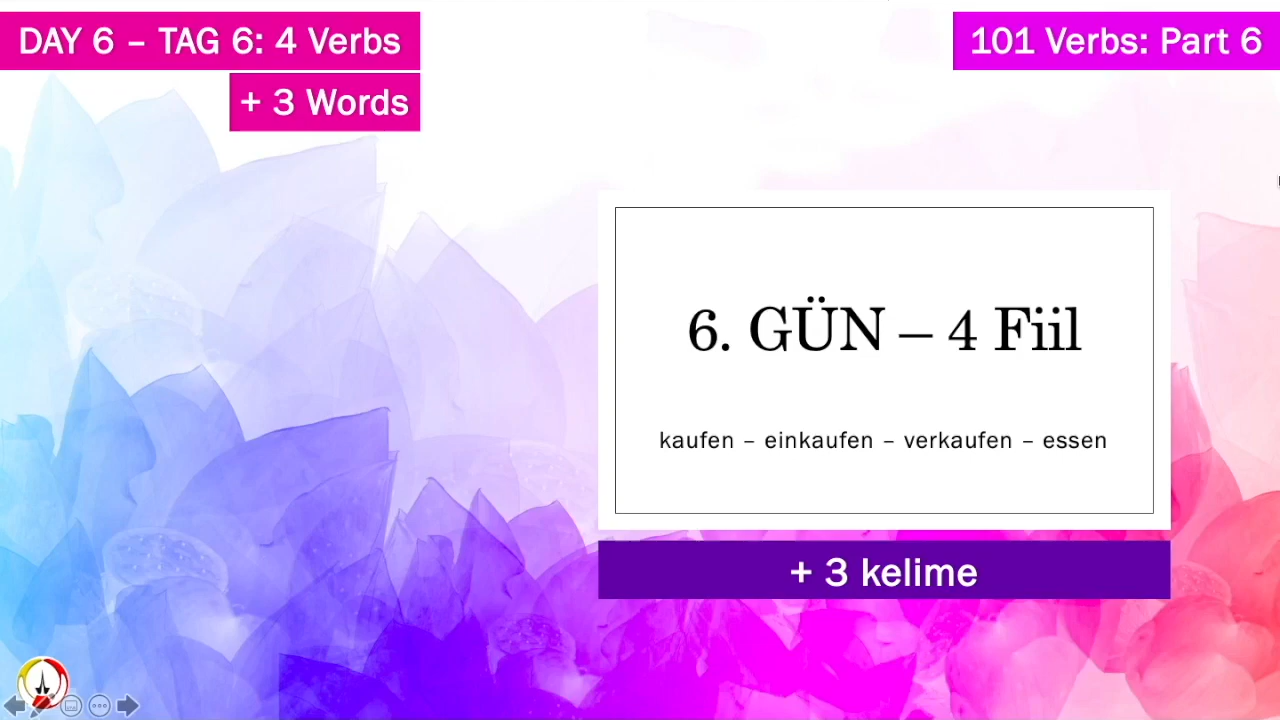 DAY 6 – TAG 6: 4 Verbs
+ 3 Words
101 Verbs: Part 6
6. GÜN – 4 Fiil
kaufen – einkaufen – verkaufen – essen
+ 3 kelime